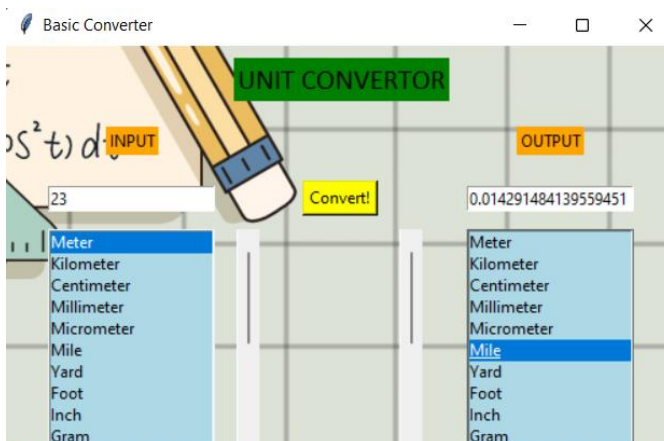 Basic Converter
UNIT CONVERTOR
INPUT
OUTPUT
23
Convert!
0.014291484139559451
Meter
Kilometer
Centimeter
Millimeter
Micrometer
Mile
Yard
Foot
Inch
Gram
Meter
Kilometer
Centimeter
Millimeter
Micrometer
Mile
Yard
Foot
Inch
Gram